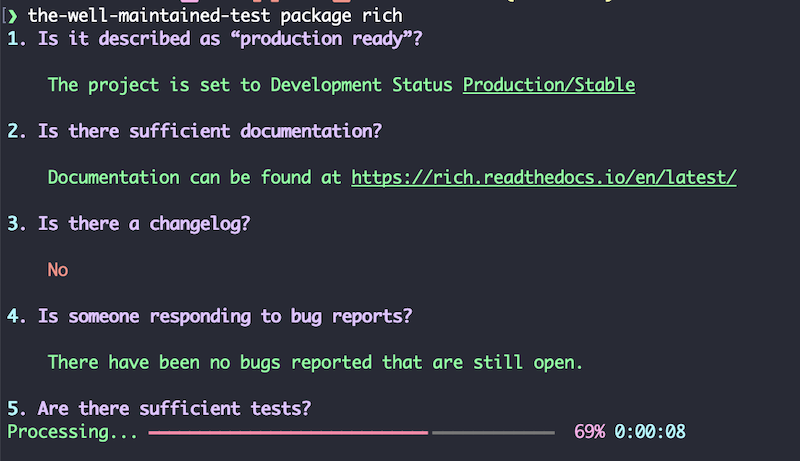 ❯ the-well-maintained-test package rich
1. Is it described as “production ready”?
The project is set to Development Status Production/Stable
2. Is there sufficient documentation?
Documentation can be found at https://rich.readthedocs.io/en/latest/
3. Is there a changelog?
No
4. Is someone responding to bug reports?
There have been no bugs reported that are still open.
5. Are there sufficient tests?
Processing... 69% 0:00:08